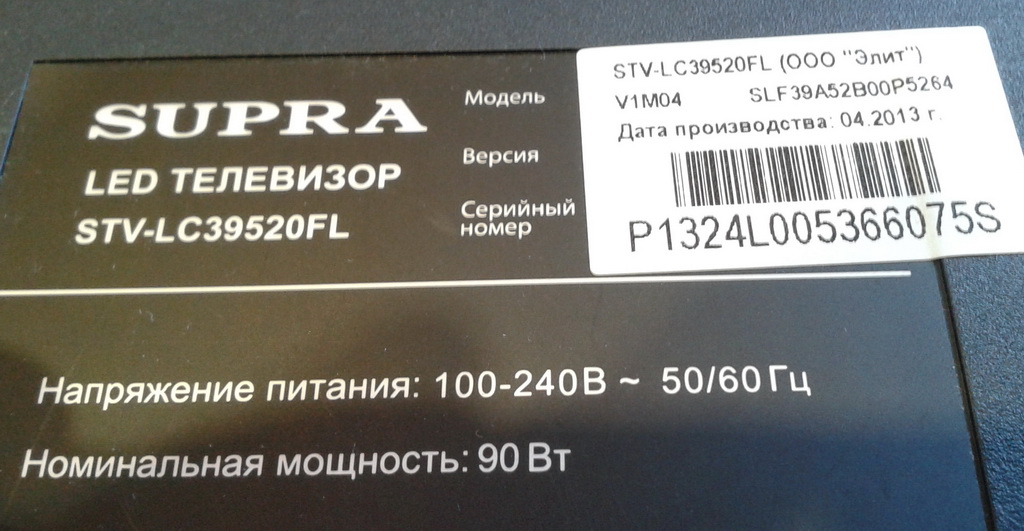 SUPRA
LED ТЕЛЕВИЗОР
STV-LC39520FL
Модель
Версия
Серийный
номер
STV-LC39520FL (ООО "Элит")
V1M04 SLF39A52B00P5264
Дата производства: 04.2013 г.
P1324L005366075S
Напряжение питания: 100-240В ~ 50/60Гц
Номинальная мощность: 90 Вт